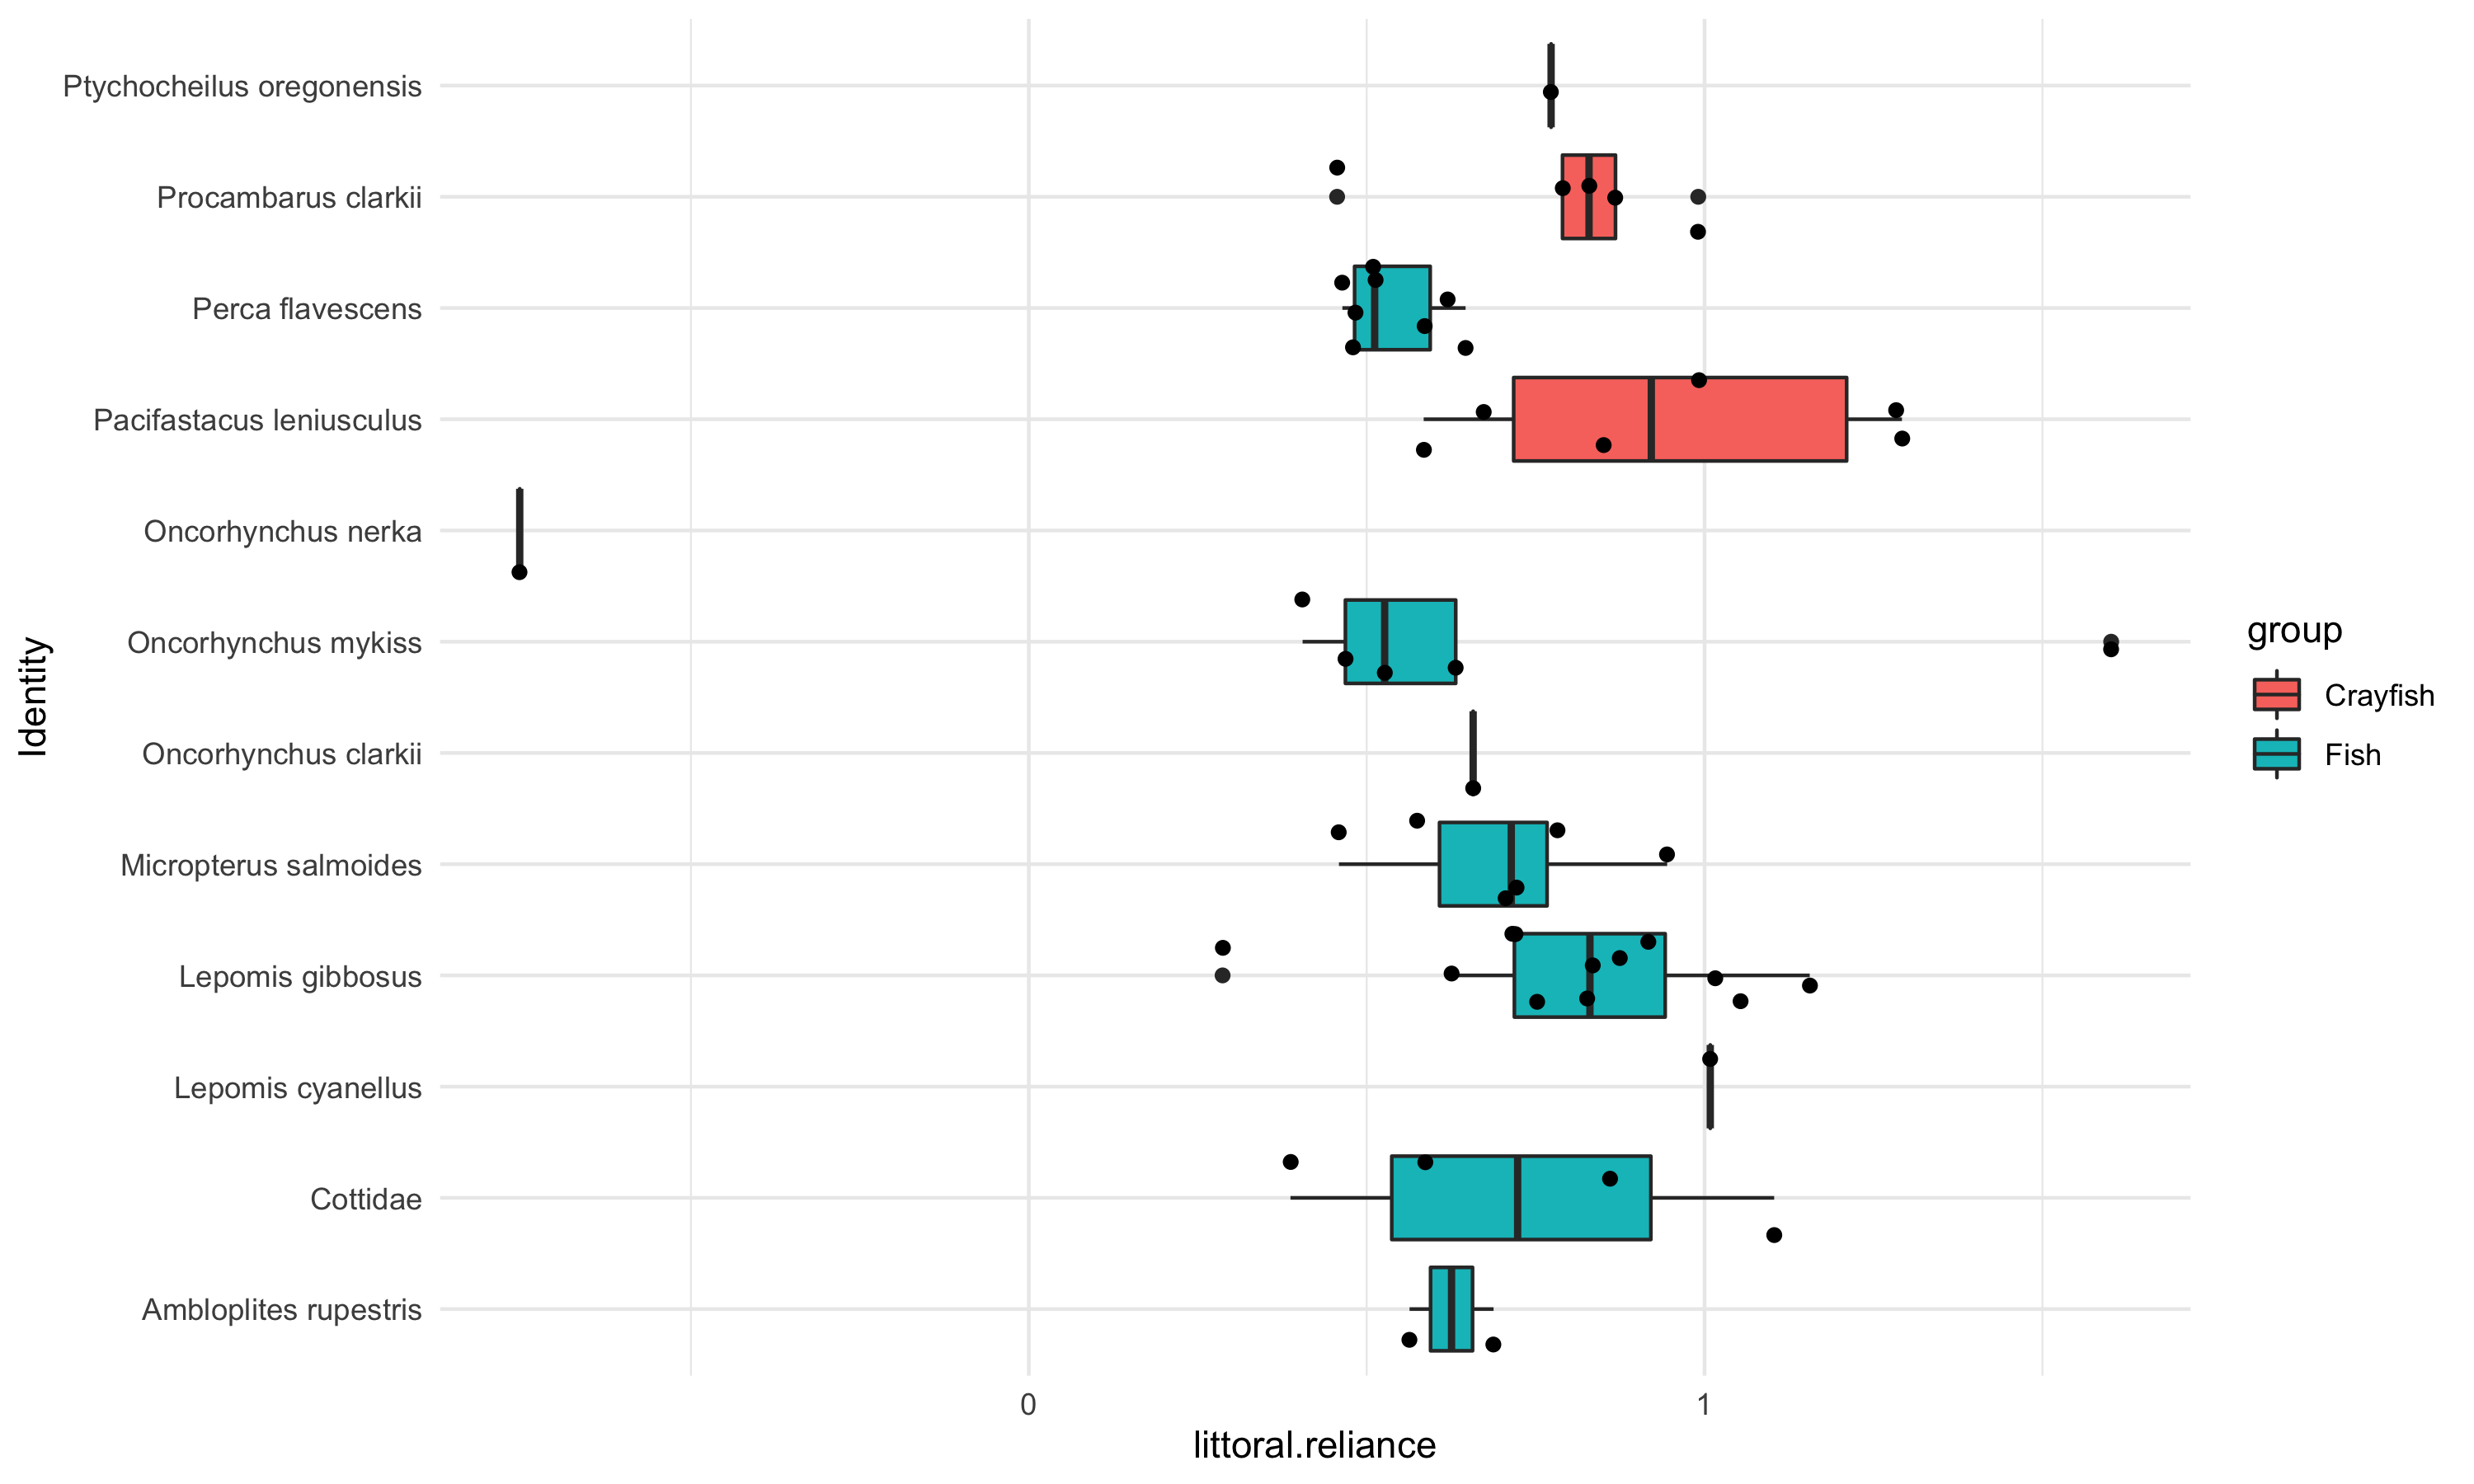 Ptychocheilus oregonensis
Procambarus clarkii
Perca flavescens
Pacifastacus leniusculus
Oncorhynchus nerka
Oncorhynchus mykiss
Oncorhynchus clarkii
Micropterus salmoides
Lepomis gibbosus
Lepomis cyanellus
Cottidae
Ambloplites rupestris
Identity
0 1
littoral.reliance
group
Crayfish
Fish